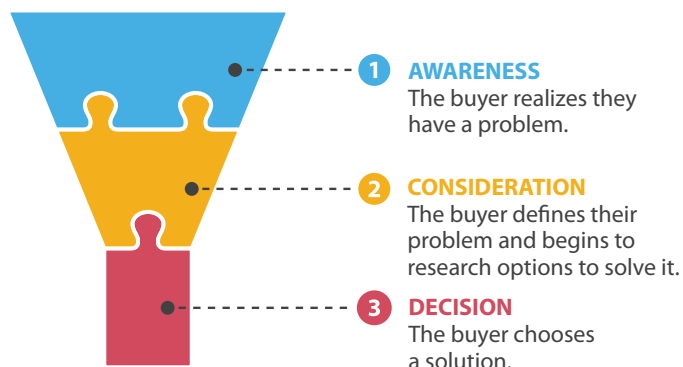 1 AWARENESS
The buyer realizes they
have a problem.
2 CONSIDERATION
The buyer defines their
problem and begins to
research options to solve it.
3 DECISION
The buyer chooses
a solution.